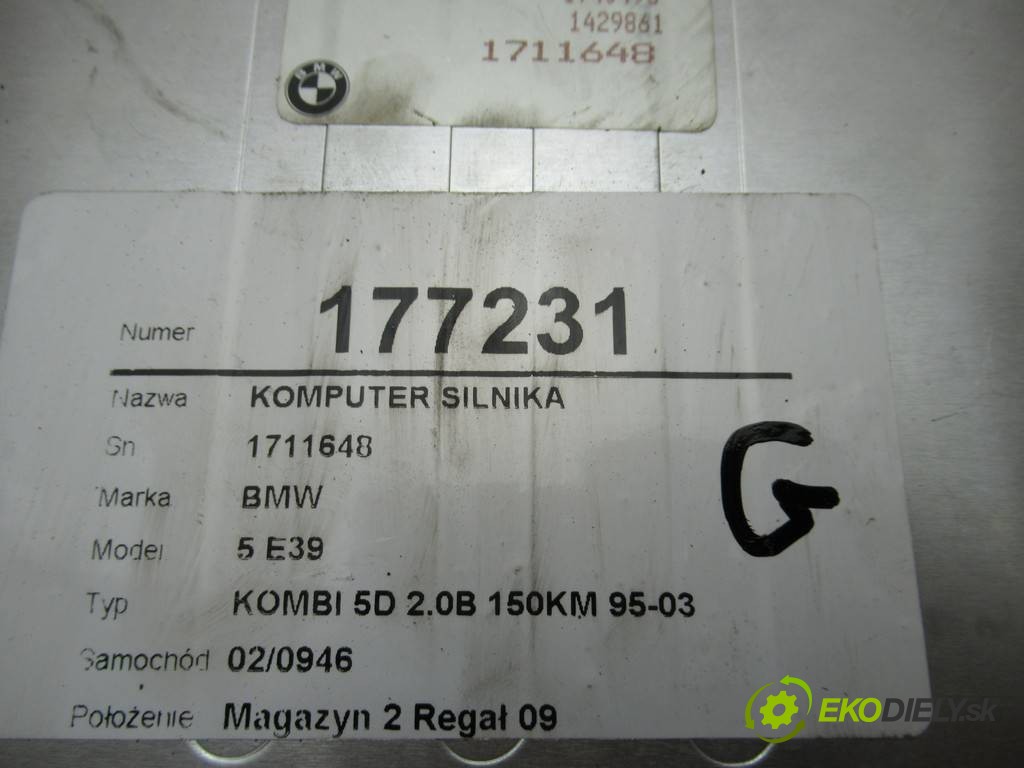 1429861
1711648
BMW
Numer 177231
Nazwa KOMPUTER SILNIKA
Sn 1711648
Marka BMW
Model 5 E39
Typ KOMBI 5D 2.0B 150KM 95-03
Samochód 02/0946
Położenie Magazyn 2 Regał 09
G
EKODIELY.sk